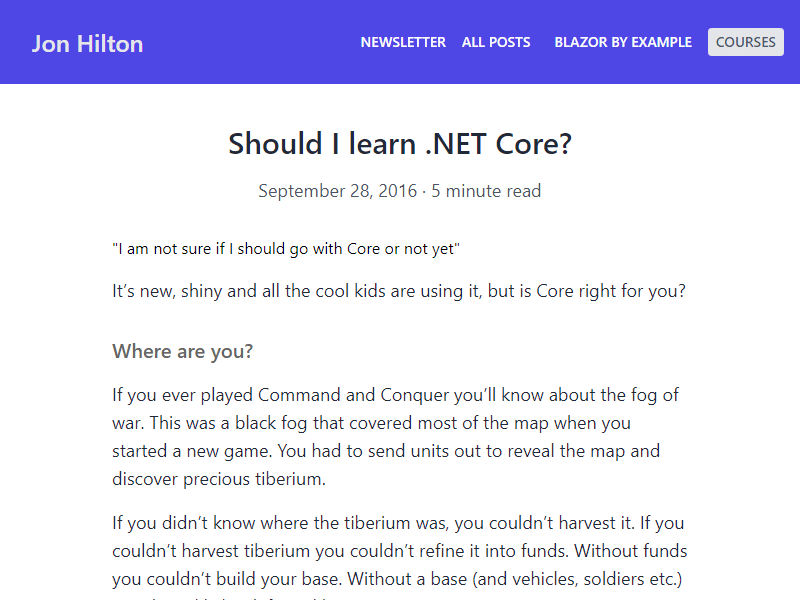 Jon Hilton
NEWSLETTER ALL POSTS BLAZOR BY EXAMPLE COURSES
Should I learn .NET Core?
September 28, 2016 · 5 minute read
"I am not sure if I should go with Core or not yet"
It’s new, shiny and all the cool kids are using it, but is Core right for you?
Where are you?
If you ever played Command and Conquer you’ll know about the fog of
war. This was a black fog that covered most of the map when you
started a new game. You had to send units out to reveal the map and
discover precious tiberium.
If you didn’t know where the tiberium was, you couldn’t harvest it. If you
couldn’t harvest tiberium you couldn’t refine it into funds. Without funds
you couldn’t build your base. Without a base (and vehicles, soldiers etc.)